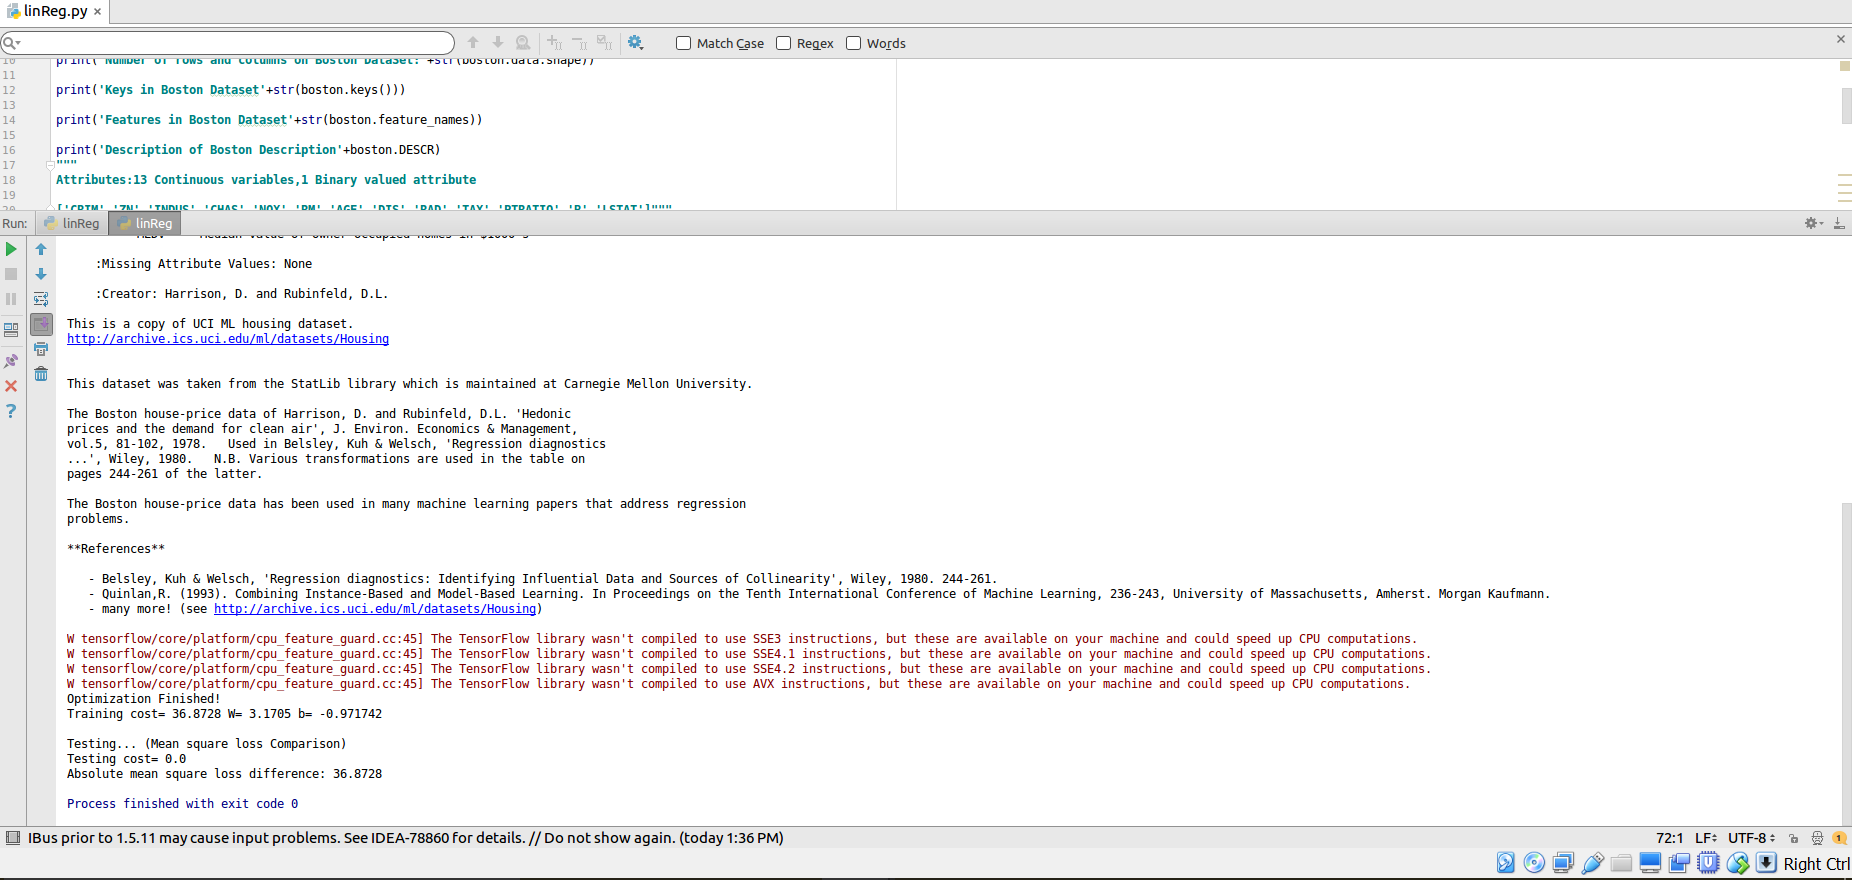 linReg.py ×
Match Case Regex Words
10 print('Number of rows and columns on Boston DataSet: '+str(boston.data.shape))
11
12 print('Keys in Boston Dataset'+str(boston.keys()))
13
14 print('Features in Boston Dataset'+str(boston.feature_names))
15
16 print('Description of Boston Description'+boston.DESCR)
17 """
18 Attributes:13 Continuous variables,1 Binary valued attribute
19
20 ['CRIM' 'ZN' 'INDUS' 'CHAS' 'NOX' 'RM' 'AGE' 'DIS' 'RAD' 'TAX' 'PTRATIO' 'B' 'LSTAT']"""
Run: linReg linReg
Median value of owner-occupied homes in $1000's
:Missing Attribute Values: None
:Creator: Harrison, D. and Rubinfeld, D.L.
This is a copy of UCI ML housing dataset.
http://archive.ics.uci.edu/ml/datasets/Housing
This dataset was taken from the StatLib library which is maintained at Carnegie Mellon University.
The Boston house-price data of Harrison, D. and Rubinfeld, D.L. 'Hedonic
prices and the demand for clean air', J. Environ. Economics & Management,
vol.5, 81-102, 1978.   Used in Belsley, Kuh & Welsch, 'Regression diagnostics
...', Wiley, 1980.   N.B. Various transformations are used in the table on
pages 244-261 of the latter.
The Boston house-price data has been used in many machine learning papers that address regression
problems.
**References**
- Belsley, Kuh & Welsch, 'Regression diagnostics: Identifying Influential Data and Sources of Collinearity', Wiley, 1980. 244-261.
- Quinlan,R. (1993). Combining Instance-Based and Model-Based Learning. In Proceedings on the Tenth International Conference of Machine Learning, 236-243, University of Massachusetts, Amherst. Morgan Kaufmann.
- many more! (see http://archive.ics.uci.edu/ml/datasets/Housing)
W tensorflow/core/platform/cpu_feature_guard.cc:45] The TensorFlow library wasn't compiled to use SSE3 instructions, but these are available on your machine and could speed up CPU computations.
W tensorflow/core/platform/cpu_feature_guard.cc:45] The TensorFlow library wasn't compiled to use SSE4.1 instructions, but these are available on your machine and could speed up CPU computations.
W tensorflow/core/platform/cpu_feature_guard.cc:45] The TensorFlow library wasn't compiled to use SSE4.2 instructions, but these are available on your machine and could speed up CPU computations.
W tensorflow/core/platform/cpu_feature_guard.cc:45] The TensorFlow library wasn't compiled to use AVX instructions, but these are available on your machine and could speed up CPU computations.
Optimization Finished!
Training cost= 36.8728 W= 3.1705 b= -0.971742
Testing... (Mean square loss Comparison)
Testing cost= 0.0
Absolute mean square loss difference: 36.8728
Process finished with exit code 0
IBus prior to 1.5.11 may cause input problems. See IDEA-78860 for details. // Do not show again. (today 1:36 PM) 72:1 LF UTF-8 1
Right Ctrl